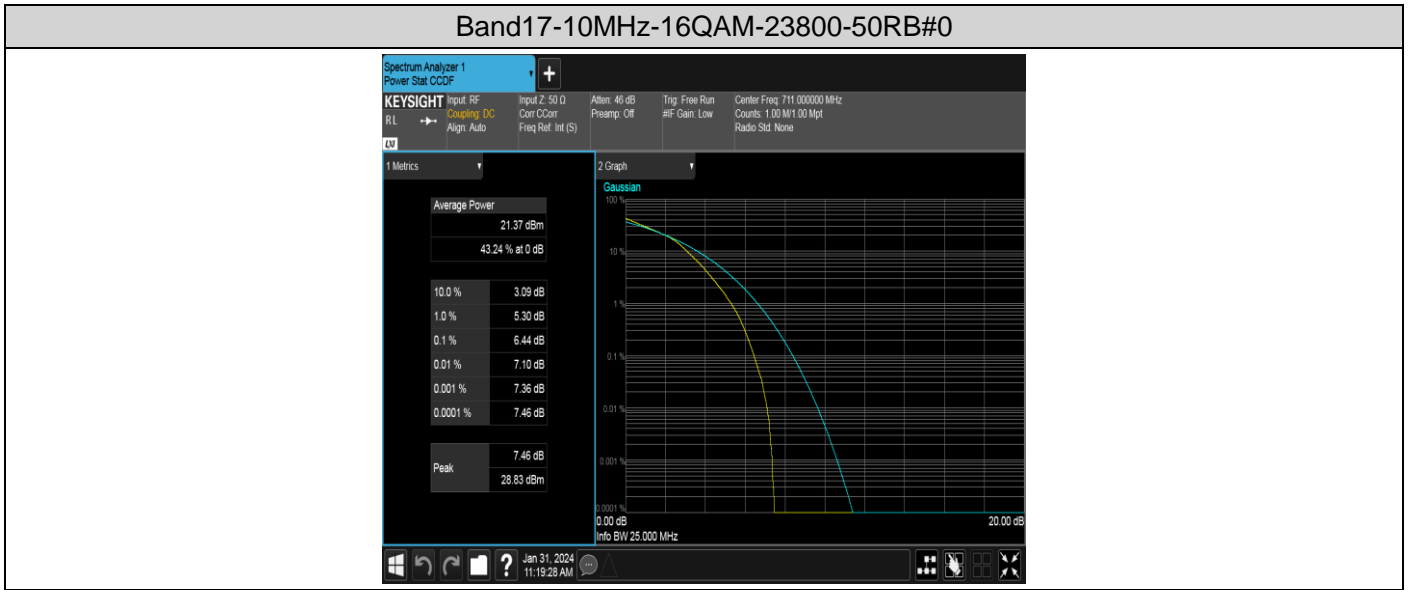 Band17-10MHz-16QAM-23800-50RB#0
Spectrum Analyzer 1
Power Stat CCDF
KEYSIGHT
RL
LXI
Input: RF
Coupling: DC
Align: Auto
Input Z: 50 Ω
Corr CCorr
Freq Ref: Int (S)
Atten: 46 dB
Preamp: Off
Trig: Free Run
#IF Gain: Low
Center Freq: 711.000000 MHz
Counts: 1.00 M/1.00 Mpt
Radio Std: None
1 Metrics
Average Power
21.37 dBm
43.24 % at 0 dB
10.0 % 3.09 dB
1.0 % 5.30 dB
0.1 % 6.44 dB
0.01 % 7.10 dB
0.001 % 7.36 dB
0.0001 % 7.46 dB
Peak
7.46 dB
28.83 dBm
2 Graph
Gaussian
100 %
10 %
1 %
0.1 %
0.01 %
0.001 %
0.0001 %
0.00 dB 20.00 dB
Info BW 25.000 MHz
Jan 31, 2024
11:19:28 AM